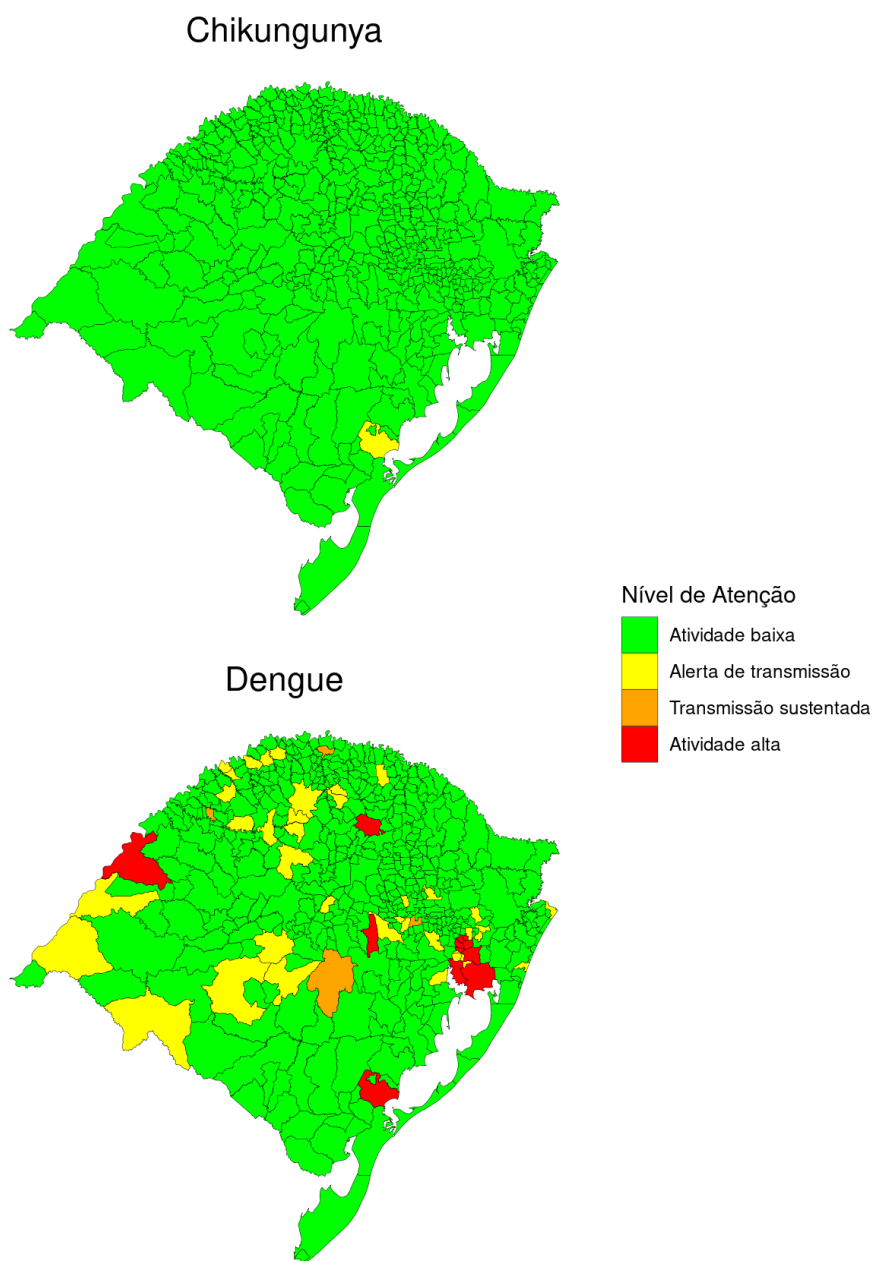 Chikungunya
Nível de Atenção
Atividade baixa
Alerta de transmissão
Transmissão sustentada
Atividade alta
Dengue